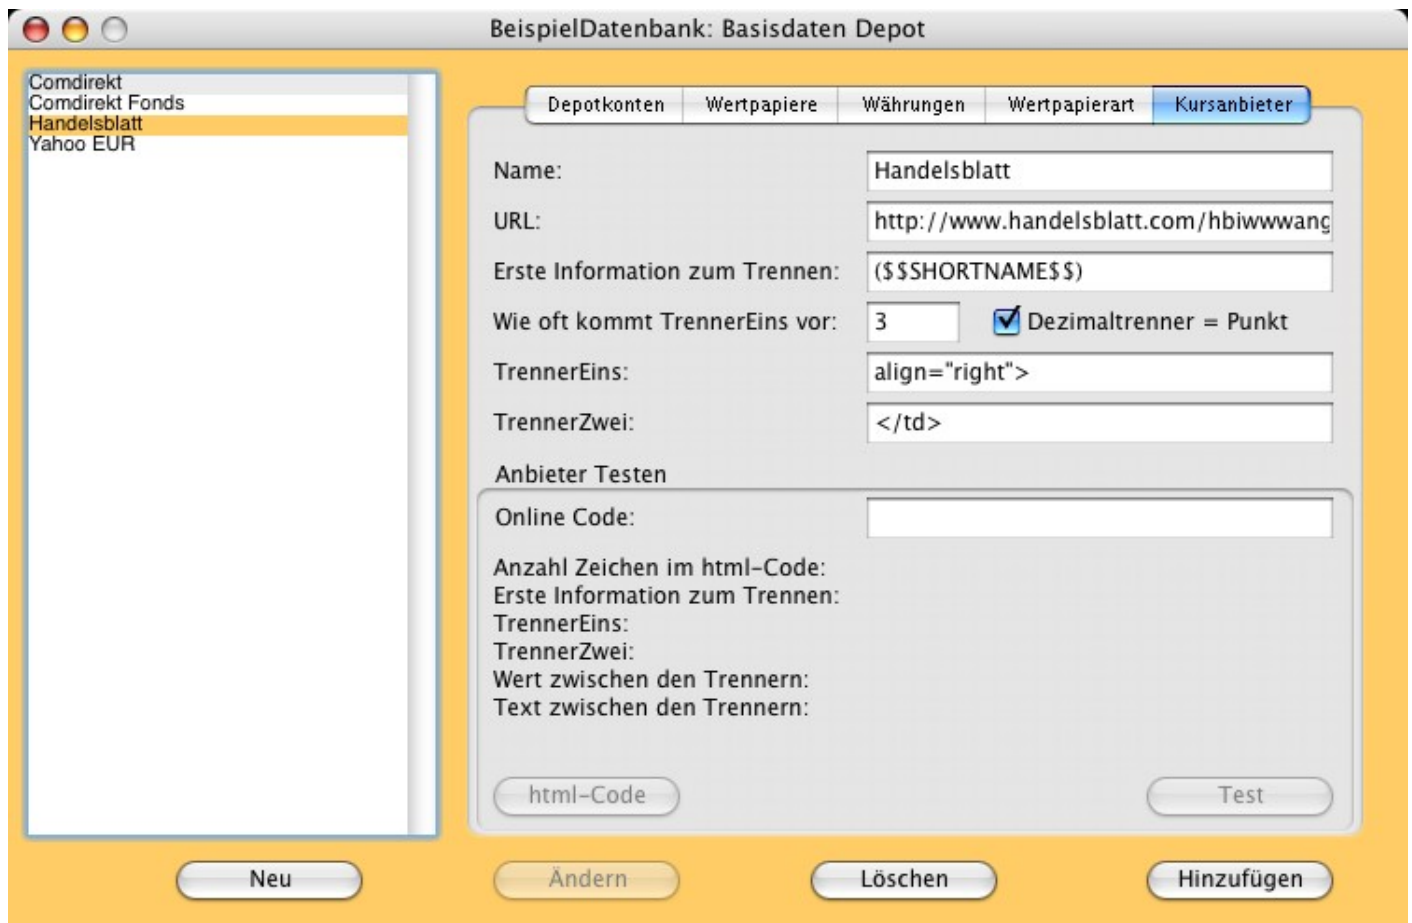 BeispielDatenbank: Basisdaten Depot
Comdirekt
Comdirekt Fonds
Handelsblatt
Yahoo EUR
Depotkonten Wertpapiere Währungen Wertpapierart Kursanbieter
Name: Handelsblatt
URL: http://www.handelsblatt.com/hbiwwwang
Erste Information zum Trennen: ($$SHORTNAME$$)
Wie oft kommt TrennerEins vor: 3 Dezimaltrenner = Punkt
TrennerEins: align="right">
TrennerZwei: </td>
Anbieter Testen
Online Code:
Anzahl Zeichen im html-Code:
Erste Information zum Trennen:
TrennerEins:
TrennerZwei:
Wert zwischen den Trennern:
Text zwischen den Trennern:
html-Code Test
Neu Ändern Löschen Hinzufügen